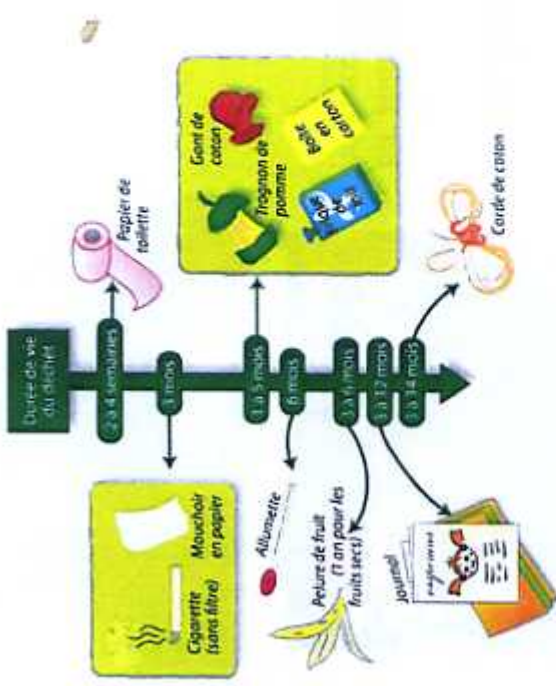 Durée de vie
du déchet
2 à 4 semaines
Papier de
toilette
3 mois
Cigarette
(sans filtre)
Mouchoir
en papier
3 à 5 mois
Gant de
coton
Trognon de
pomme
Boîte
en
carton
6 mois
Allumette
3 à 6 mois
Pelure de fruit
(1 an pour les
fruits secs)
3 à 12 mois
Journal
3 à 14 mois
Corde de coton